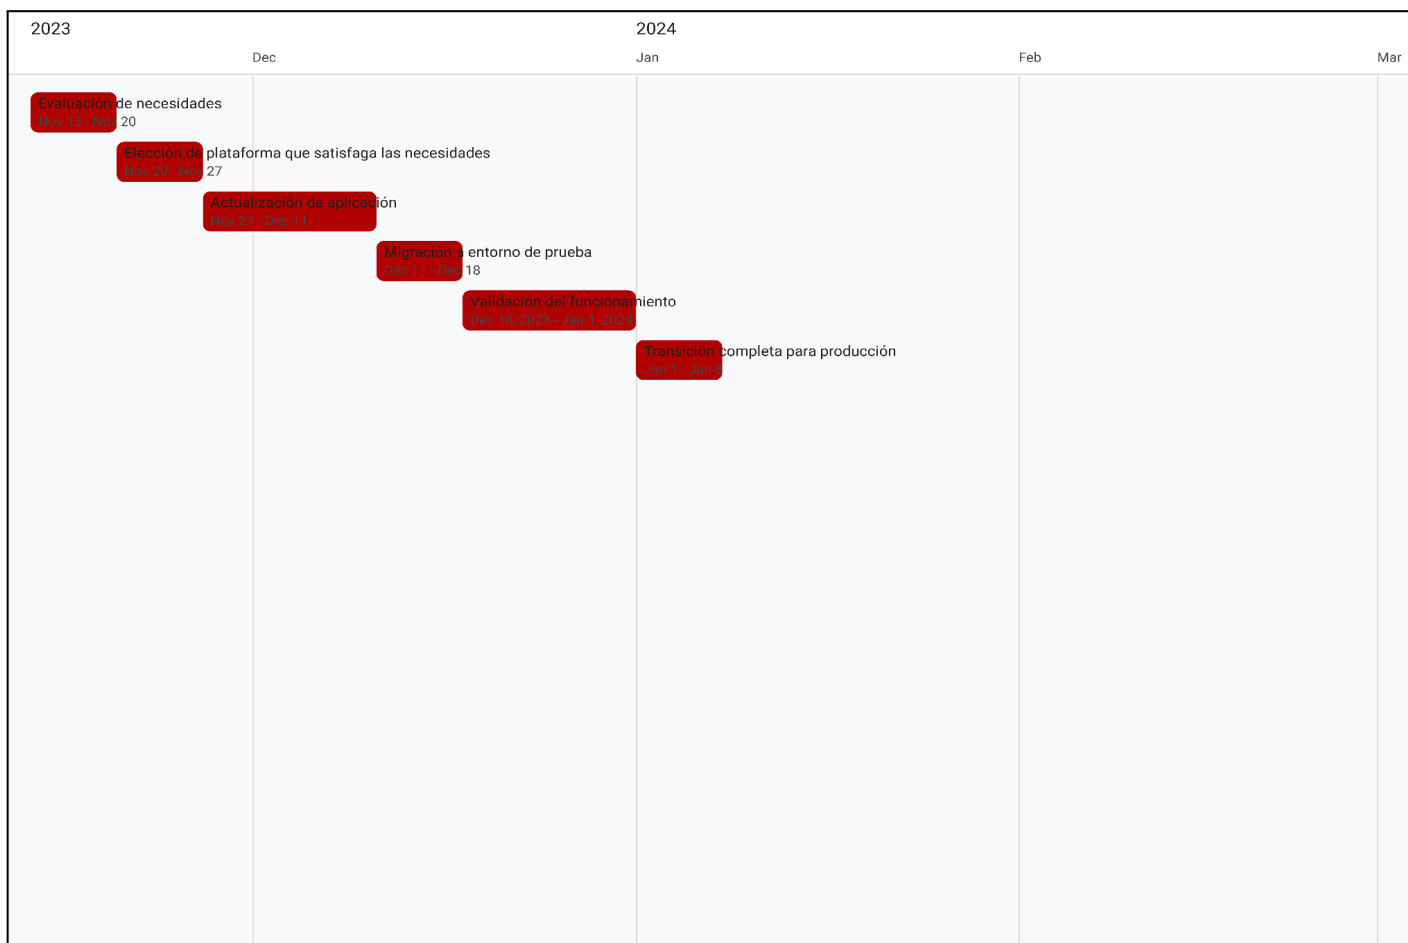 2023 2024
Dec Jan Feb Mar
Evaluación de necesidades
Nov 13 - Nov 20
Elección de plataforma que satisfaga las necesidades
Nov 20 - Nov 27
Actualización de aplicación
Nov 27 - Dec 11
Migración a entorno de prueba
Dec 11 - Dec 18
Validación del funcionamiento
Dec 18, 2023 - Jan 1, 2024
Transición completa para producción
Jan 1 - Jan 8